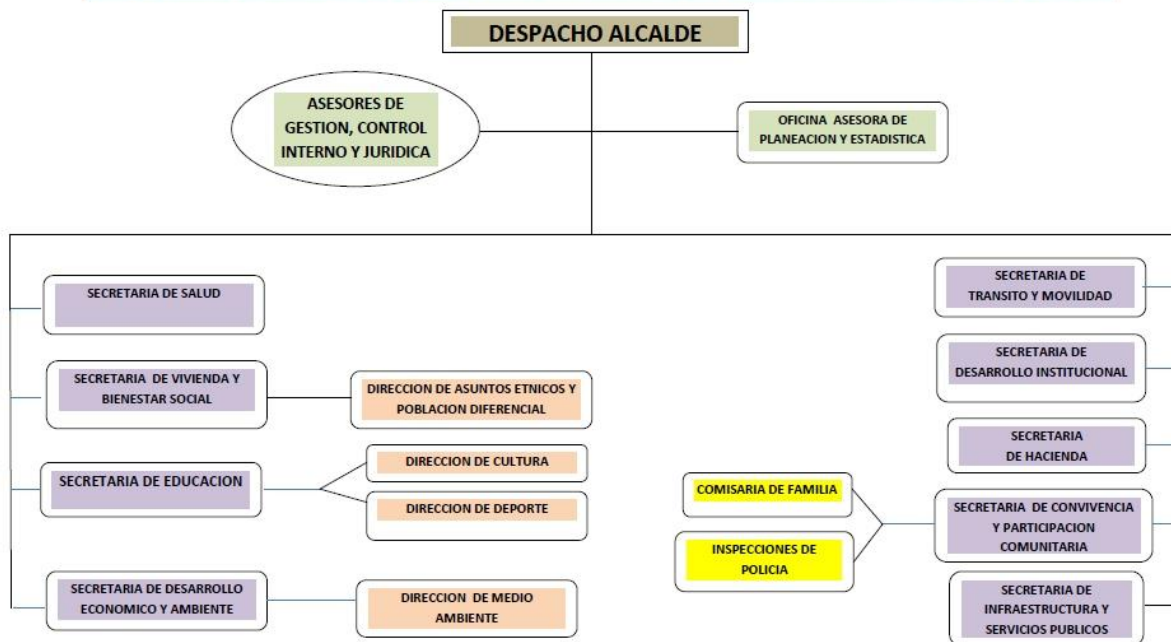 DESPACHO ALCALDE
ASESORES DE
GESTION, CONTROL
INTERNO Y JURIDICA
OFICINA ASESORA DE
PLANEACION Y ESTADISTICA
SECRETARIA DE SALUD
SECRETARIA DE VIVIENDA Y
BIENESTAR SOCIAL
DIRECCION DE ASUNTOS ETNICOS Y
POBLACION DIFERENCIAL
SECRETARIA DE EDUCACION
DIRECCION DE CULTURA
DIRECCION DE DEPORTE
SECRETARIA DE DESARROLLO
ECONOMICO Y AMBIENTE
DIRECCION DE MEDIO
AMBIENTE
SECRETARIA DE
TRANSITO Y MOVILIDAD
SECRETARIA DE
DESARROLLO INSTITUCIONAL
SECRETARIA
DE HACIENDA
COMISARIA DE FAMILIA
INSPECCIONES DE
POLICIA
SECRETARIA DE CONVIVENCIA
Y PARTICIPACION
COMUNITARIA
SECRETARIA DE
INFRAESTRUCTURA Y
SERVICIOS PUBLICOS